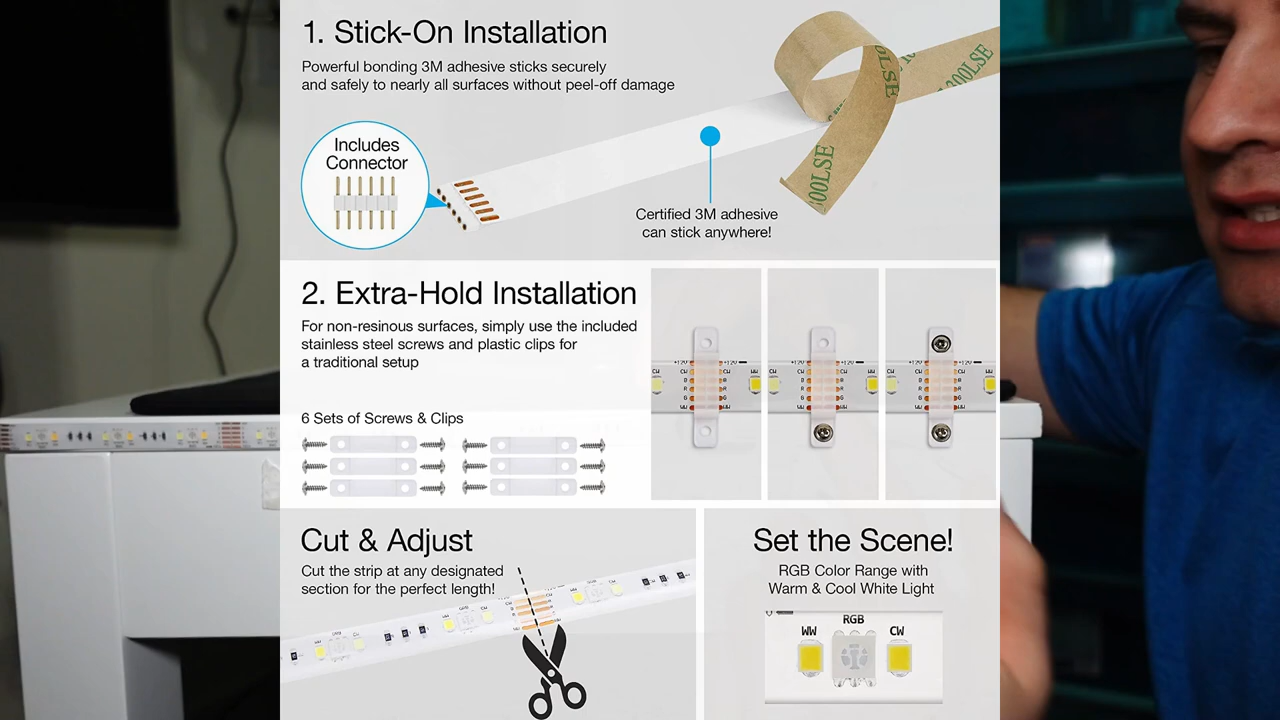 1. Stick-On Installation
Powerful bonding 3M adhesive sticks securely
and safely to nearly all surfaces without peel-off damage
Includes
Connector
Certified 3M adhesive
can stick anywhere!
2. Extra-Hold Installation
For non-resinous surfaces, simply use the included
stainless steel screws and plastic clips for
a traditional setup
6 Sets of Screws & Clips
Cut & Adjust
Cut the strip at any designated
section for the perfect length!
Set the Scene!
RGB Color Range with
Warm & Cool White Light
WW
RGB
CW